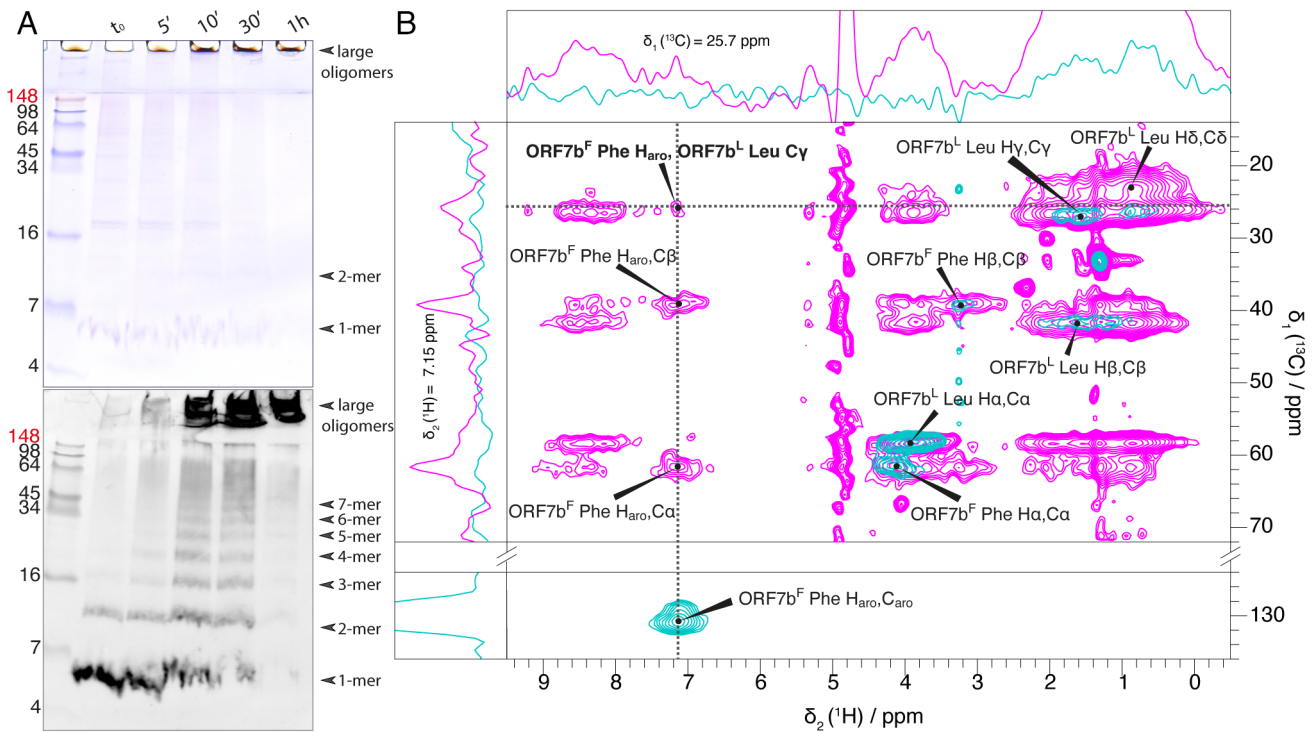 A
t₀ 5' 10' 30' 1h
large
oligomers
148
98
64
45
34
16
2-mer
7
1-mer
4
large
oligomers
148
98
64
45
34
7-mer
6-mer
5-mer
4-mer
16
3-mer
2-mer
7
1-mer
4
B
δ₁ (¹³C) = 25.7 ppm
ORF7bᶠ Phe Hₐᵣₒ, ORF7bᴸ Leu Cγ
ORF7bᴸ Leu Hγ,Cγ
ORF7bᴸ Leu Hδ,Cδ
ORF7bᶠ Phe Hₐᵣₒ,Cβ
ORF7bᶠ Phe Hβ,Cβ
ORF7bᴸ Leu Hβ,Cβ
ORF7bᴸ Leu Hα,Cα
ORF7bᶠ Phe Hₐᵣₒ,Cα
ORF7bᶠ Phe Hα,Cα
ORF7bᶠ Phe Hₐᵣₒ,Cₐᵣₒ
δ₂ (¹H) = 7.15 ppm
20
30
40
50
60
70
130
δ₁ (¹³C) / ppm
9 8 7 6 5 4 3 2 1 0
δ₂ (¹H) / ppm